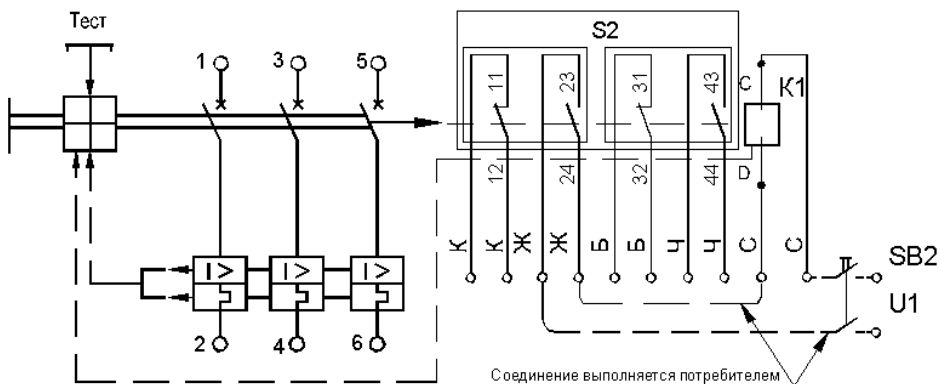 Тест
S2
1
3
5
11
23
31
43
С
К1
12
24
32
44
D
К
К
Ж
Ж
Б
Б
Ч
Ч
С
С
SB2
U1
I >
I >
I >
2
4
6
Соединение выполняется потребителем